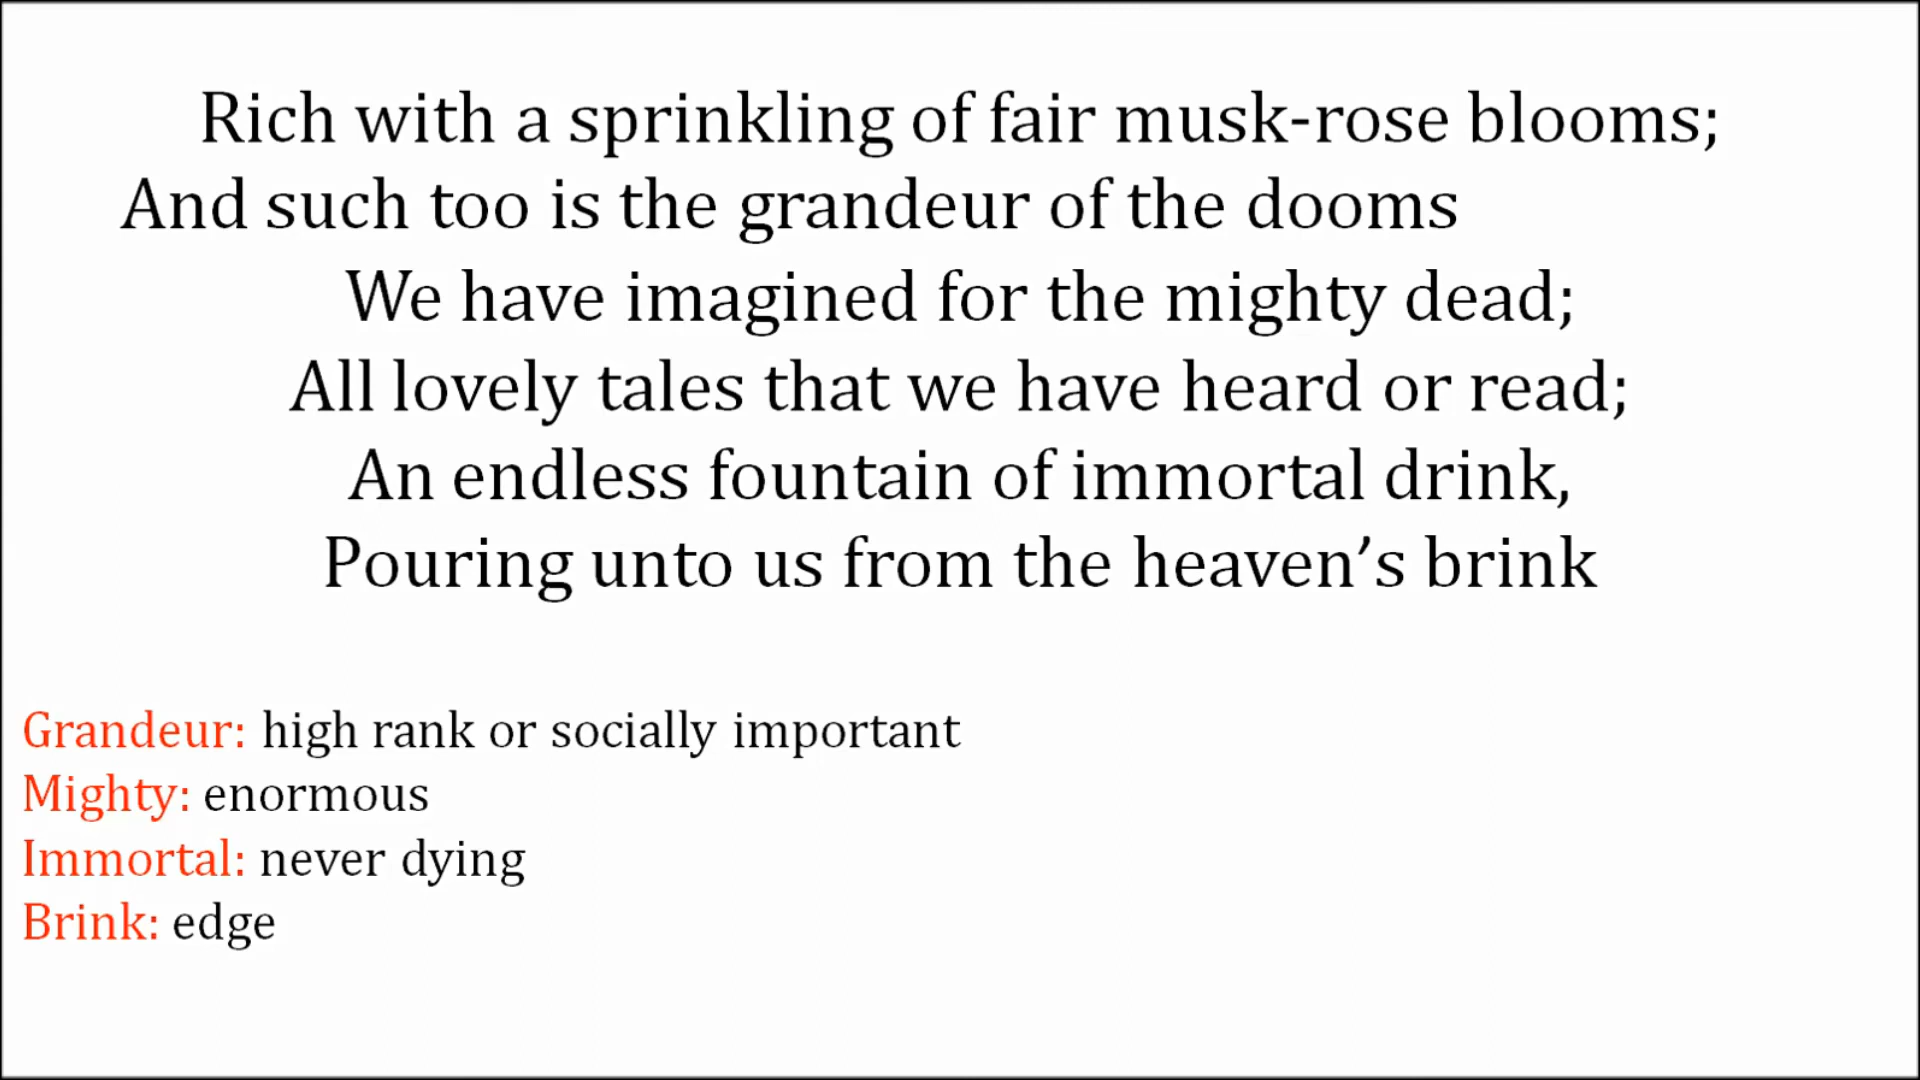 Rich with a sprinkling of fair musk-rose blooms;
And such too is the grandeur of the dooms
We have imagined for the mighty dead;
All lovely tales that we have heard or read;
An endless fountain of immortal drink,
Pouring unto us from the heaven’s brink
Grandeur: high rank or socially important
Mighty: enormous
Immortal: never dying
Brink: edge